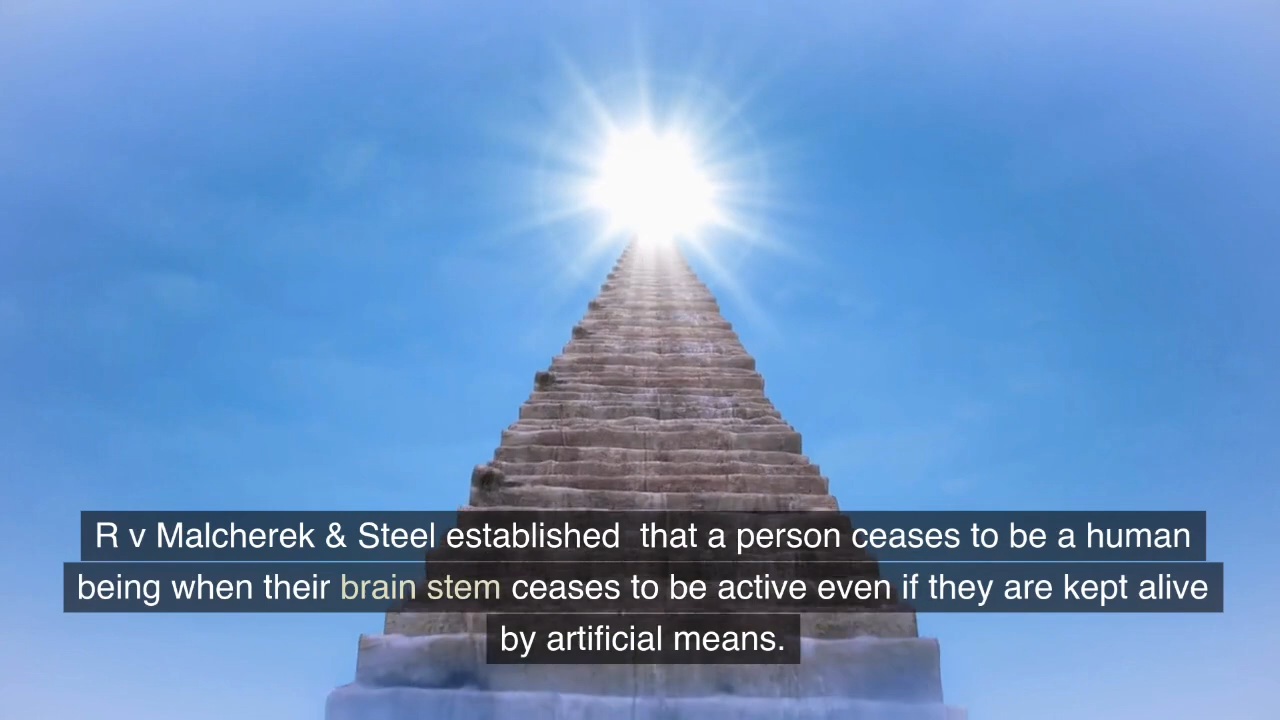 R v Malcherek & Steel established  that a person ceases to be a human
being when their brain stem ceases to be active even if they are kept alive
by artificial means.